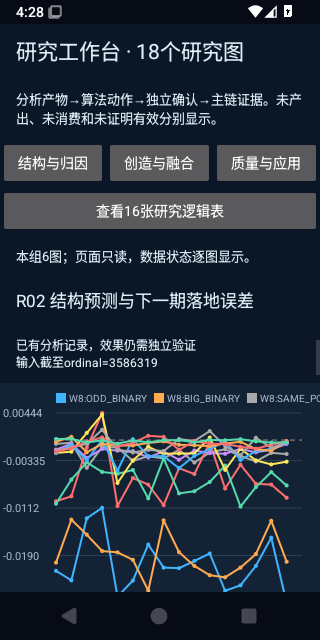 4:28
研究工作台 · 18个研究图
分析产物→算法动作→独立确认→主链证据。未产
出、未消费和未证明有效分别显示。
结构与归因
创造与融合
质量与应用
查看16张研究逻辑表
本组6图；页面只读，数据状态逐图显示。
R02 结构预测与下一期落地误差
已有分析记录，效果仍需独立验证
输入截至ordinal=3586319
W8:ODD_BINARY
W8:BIG_BINARY
W8:SAME_PO
0.00444
-0.00335
-0.0112
-0.0190